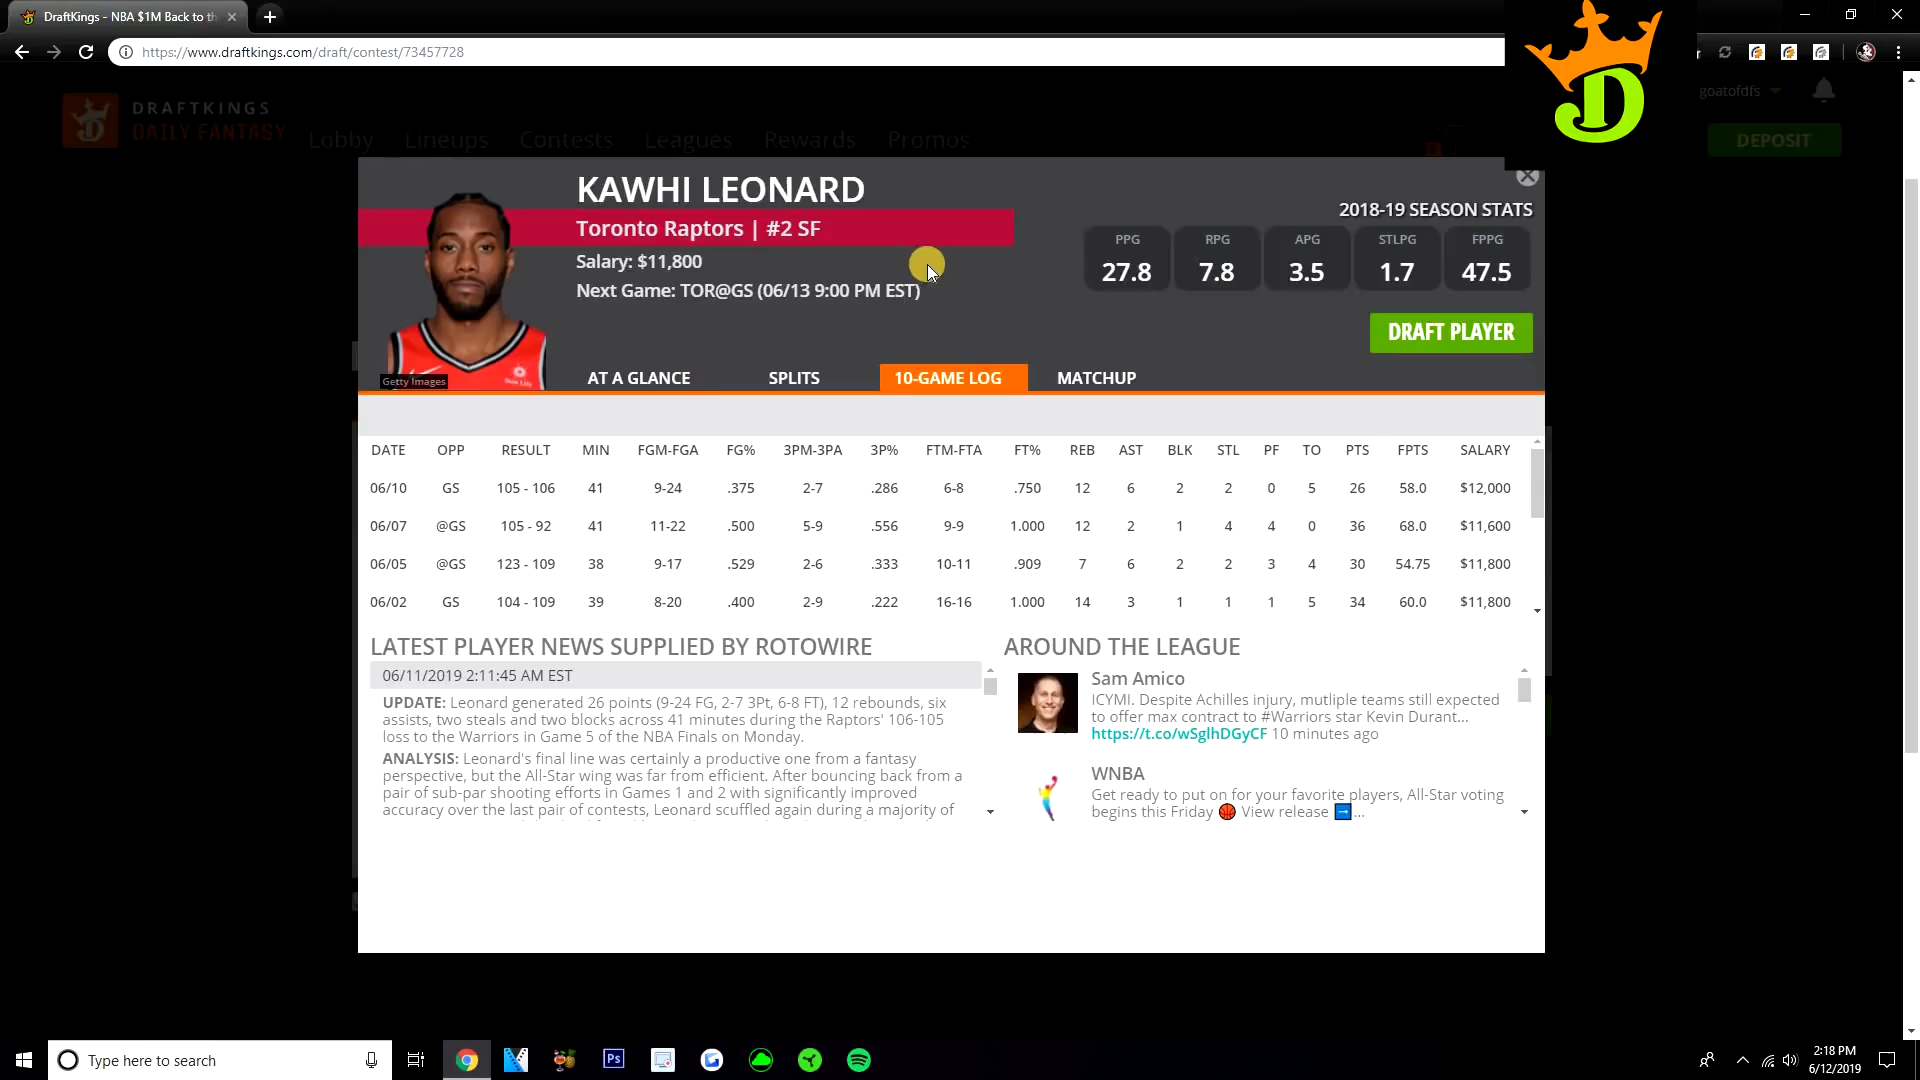 DraftKings - NBA $1M Back to th
https://www.draftkings.com/draft/contest/73457728
goatofdfs
DRAFTKINGS
DAILY FANTASY
Lobby Lineups Contests Leagues Rewards Promos
DEPOSIT
D
KAWHI LEONARD
Toronto Raptors | #2 SF
Salary: $11,800
Next Game: TOR@GS (06/13 9:00 PM EST)
2018-19 SEASON STATS
PPG RPG APG STLPG FPPG
27.8 7.8 3.5 1.7 47.5
DRAFT PLAYER
Getty Images
AT A GLANCE SPLITS 10-GAME LOG MATCHUP
DATE OPP RESULT MIN FGM-FGA FG% 3PM-3PA 3P% FTM-FTA FT% REB AST BLK STL PF TO PTS FPTS SALARY
06/10 GS 105 - 106 41 9-24 .375 2-7 .286 6-8 .750 12 6 2 2 0 5 26 58.0 $12,000
06/07 @GS 105 - 92 41 11-22 .500 5-9 .556 9-9 1.000 12 2 1 4 4 0 36 68.0 $11,600
06/05 @GS 123 - 109 38 9-17 .529 2-6 .333 10-11 .909 7 6 2 2 3 4 30 54.75 $11,800
06/02 GS 104 - 109 39 8-20 .400 2-9 .222 16-16 1.000 14 3 1 1 1 5 34 60.0 $11,800
LATEST PLAYER NEWS SUPPLIED BY ROTOWIRE
06/11/2019 2:11:45 AM EST
UPDATE: Leonard generated 26 points (9-24 FG, 2-7 3Pt, 6-8 FT), 12 rebounds, six
assists, two steals and two blocks across 41 minutes during the Raptors' 106-105
loss to the Warriors in Game 5 of the NBA Finals on Monday.
ANALYSIS: Leonard's final line was certainly a productive one from a fantasy
perspective, but the All-Star wing was far from efficient. After bouncing back from a
pair of sub-par shooting efforts in Games 1 and 2 with significantly improved
accuracy over the last pair of contests, Leonard scuffled again during a majority of
AROUND THE LEAGUE
Sam Amico
ICYMI. Despite Achilles injury, mutliple teams still expected
to offer max contract to #Warriors star Kevin Durant...
https://t.co/wSglhDGyCF 10 minutes ago
WNBA
Get ready to put on for your favorite players, All-Star voting
begins this Friday 🏀 View release ➡️...
Type here to search
Ps
2:18 PM
6/12/2019